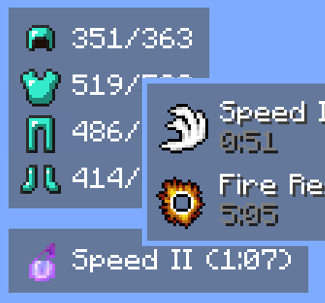 351/363
519/
486/
414/
Speed
0:51
Fire Re
5:05
Speed II (1:07)